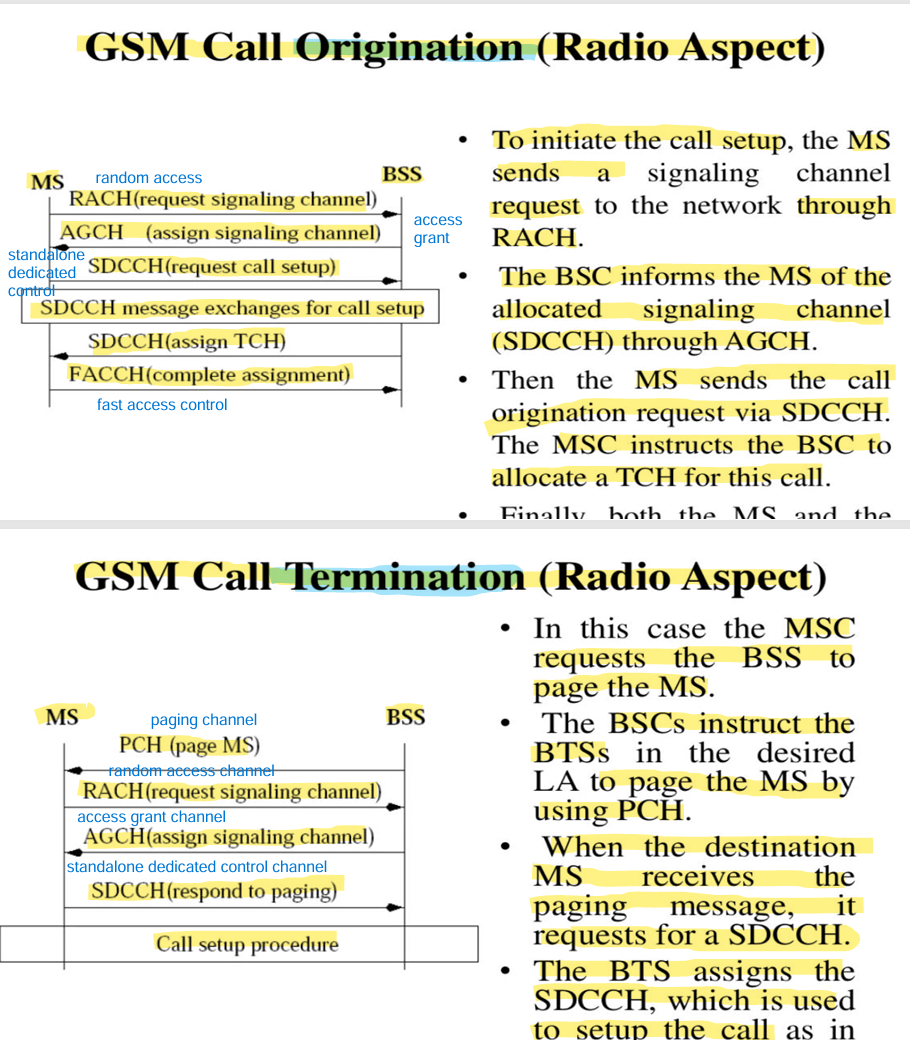 GSM Call Origination (Radio Aspect)
MS
random access
BSS
RACH(request signaling channel)
AGCH (assign signaling channel)
access
grant
standalone
dedicated
control
SDCCH(request call setup)
SDCCH message exchanges for call setup
SDCCH(assign TCH)
FACCH(complete assignment)
fast access control
• To initiate the call setup, the MS
sends a signaling channel
request to the network through
RACH.
• The BSC informs the MS of the
allocated signaling channel
(SDCCH) through AGCH.
• Then the MS sends the call
origination request via SDCCH.
The MSC instructs the BSC to
allocate a TCH for this call.
• Finally, both the MS and the
GSM Call Termination (Radio Aspect)
MS
paging channel
BSS
PCH (page MS)
random access channel
RACH(request signaling channel)
access grant channel
AGCH(assign signaling channel)
standalone dedicated control channel
SDCCH(respond to paging)
Call setup procedure
• In this case the MSC
requests the BSS to
page the MS.
• The BSCs instruct the
BTSs in the desired
LA to page the MS by
using PCH.
• When the destination
MS receives the
paging message, it
requests for a SDCCH.
• The BTS assigns the
SDCCH, which is used
to setup the call as in